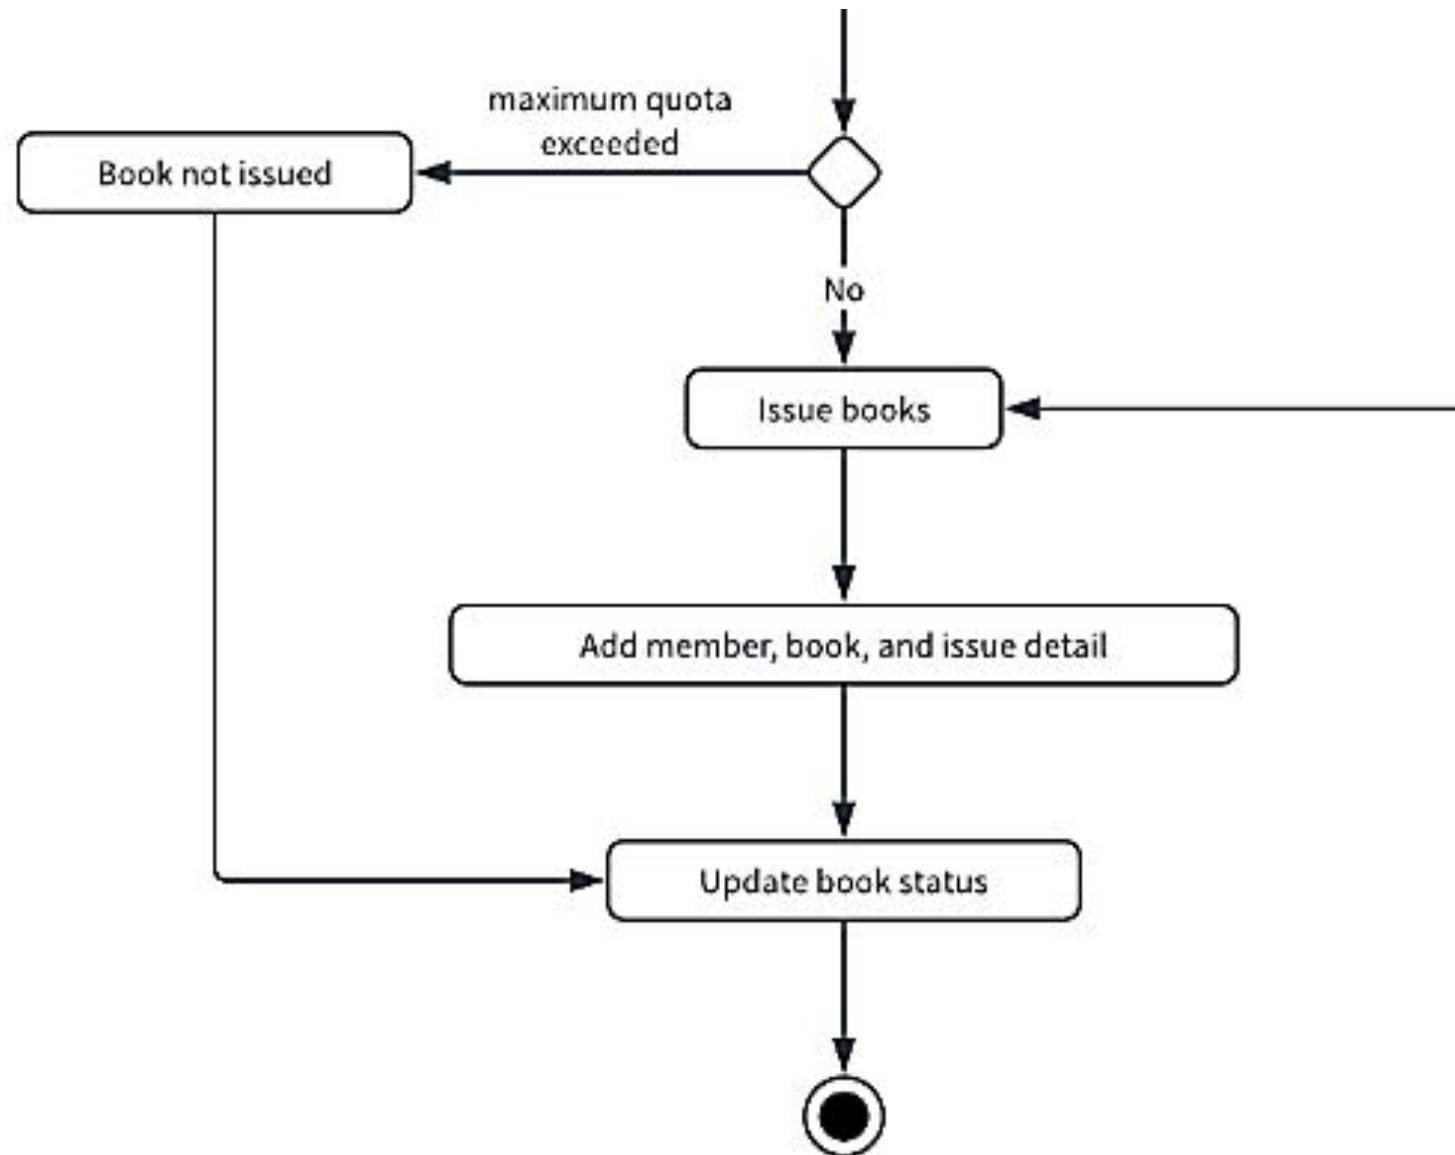 maximum quota
exceeded
Book not issued
No
Issue books
Add member, book, and issue detail
Update book status